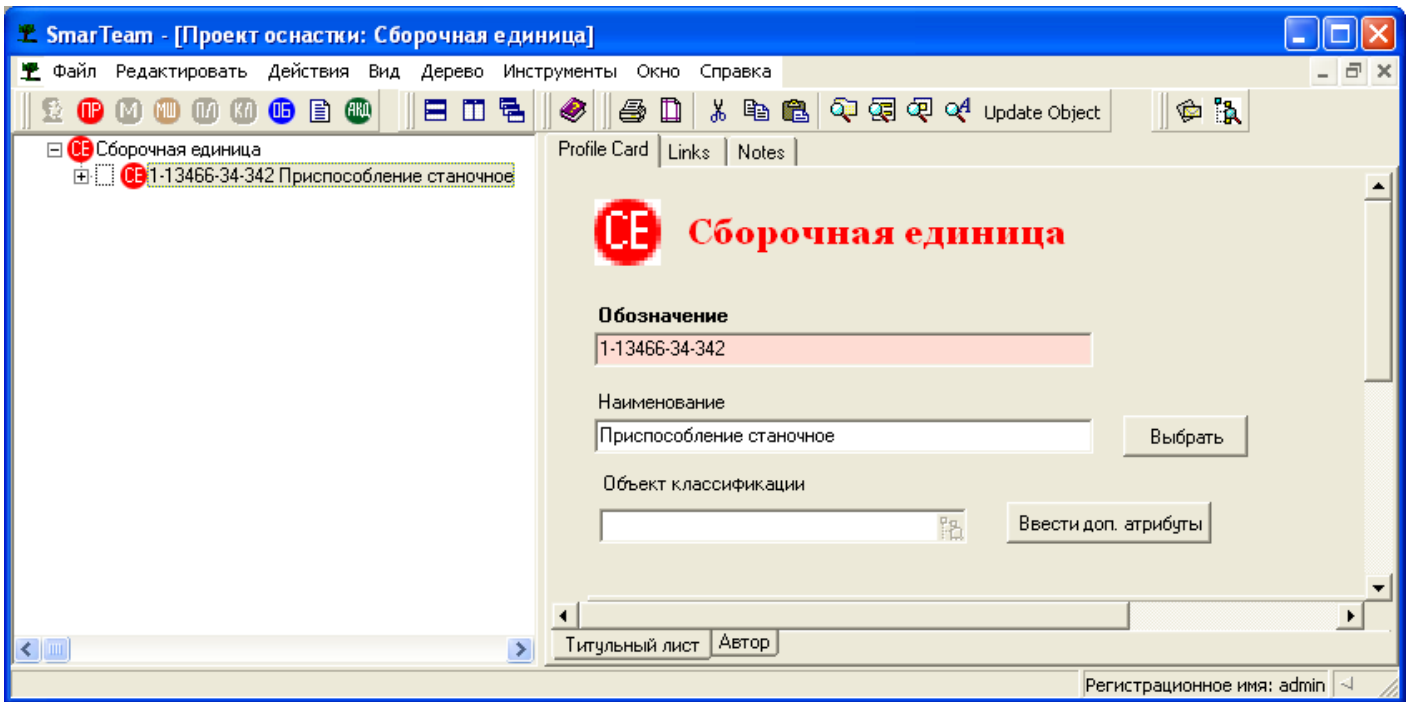 SmarTeam - [Проект оснастки: Сборочная единица]
Файл Редактировать Действия Вид Дерево Инструменты Окно Справка
ПР М МШ ПЛ КЛ ОБ АКД Update Object
СЕ Сборочная единица
СЕ 1-13466-34-342 Приспособление станочное
Profile Card Links Notes
СЕ Сборочная единица
Обозначение
1-13466-34-342
Наименование
Приспособление станочное Выбрать
Объект классификации
Ввести доп. атрибуты
Титульный лист Автор
Регистрационное имя: admin